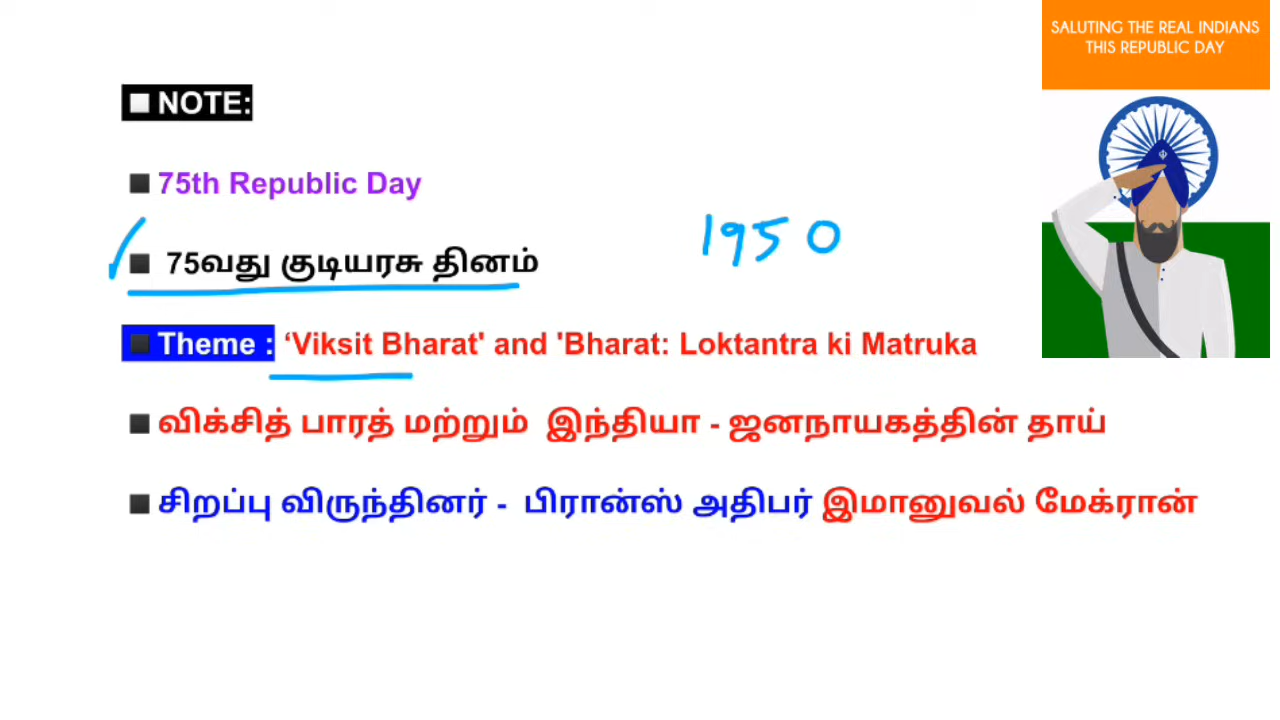 SALUTING THE REAL INDIANS
THIS REPUBLIC DAY
NOTE:
75th Republic Day
75வது குடியரசு தினம்
1950
Theme : ‘Viksit Bharat' and 'Bharat: Loktantra ki Matruka
விக்சித் பாரத் மற்றும் இந்தியா - ஜனநாயகத்தின் தாய்
சிறப்பு விருந்தினர் - பிரான்ஸ் அதிபர் இமானுவல் மேக்ரான்